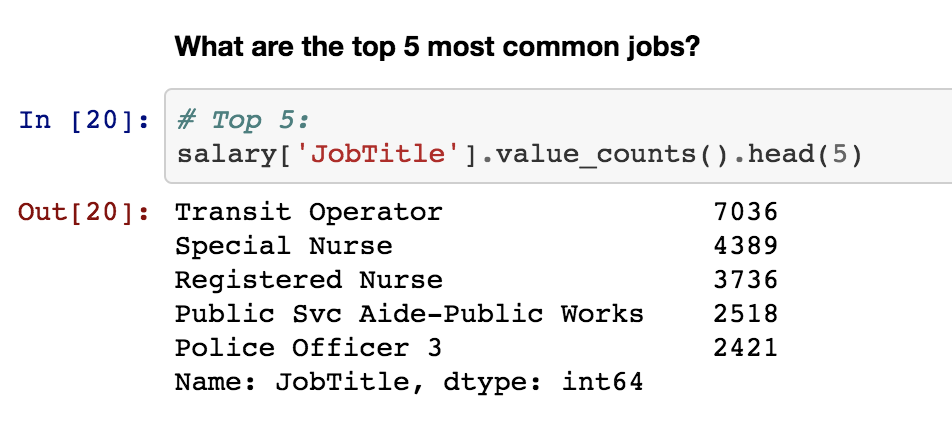 What are the top 5 most common jobs?
In [20]: # Top 5:
salary['JobTitle'].value_counts().head(5)
Out[20]: Transit Operator 7036
Special Nurse 4389
Registered Nurse 3736
Public Svc Aide-Public Works 2518
Police Officer 3 2421
Name: JobTitle, dtype: int64